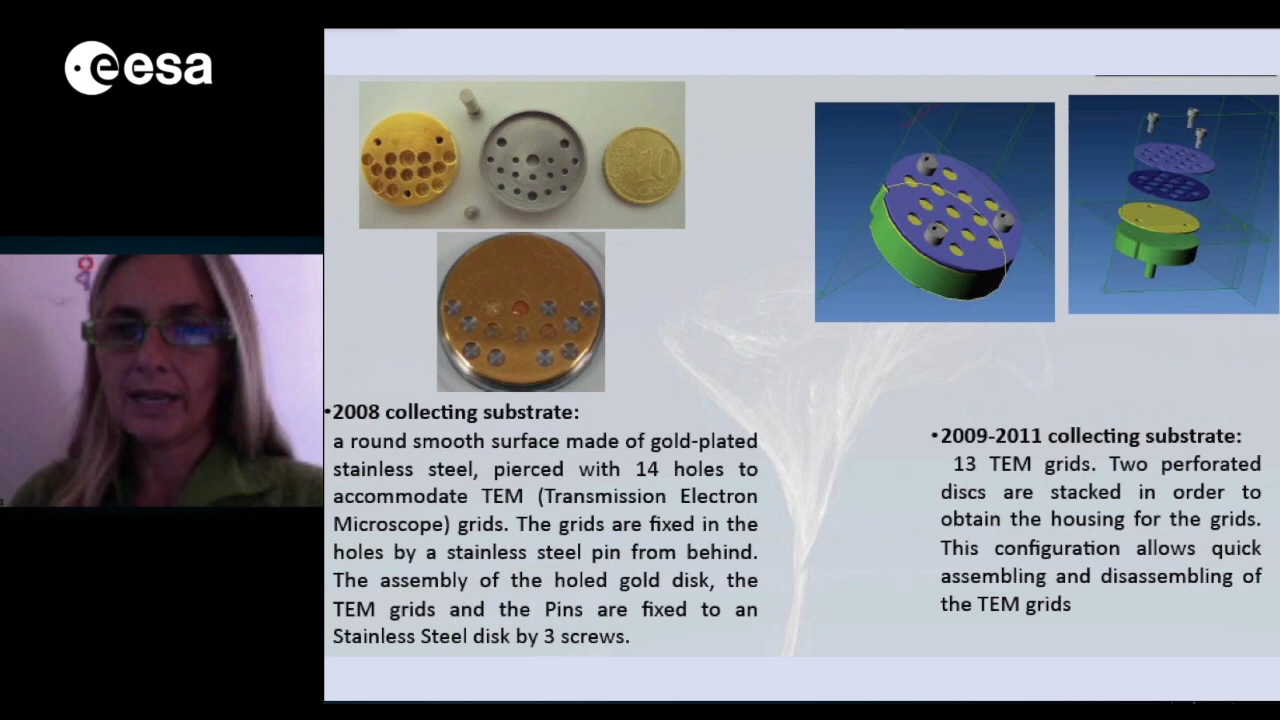 esa
10
•2008 collecting substrate:
a round smooth surface made of gold-plated
stainless steel, pierced with 14 holes to
accommodate TEM (Transmission Electron
Microscope) grids. The grids are fixed in the
holes by a stainless steel pin from behind.
The assembly of the holed gold disk, the
TEM grids and the Pins are fixed to an
Stainless Steel disk by 3 screws.
•2009-2011 collecting substrate:
13 TEM grids. Two perforated
discs are stacked in order to
obtain the housing for the grids.
This configuration allows quick
assembling and disassembling of
the TEM grids